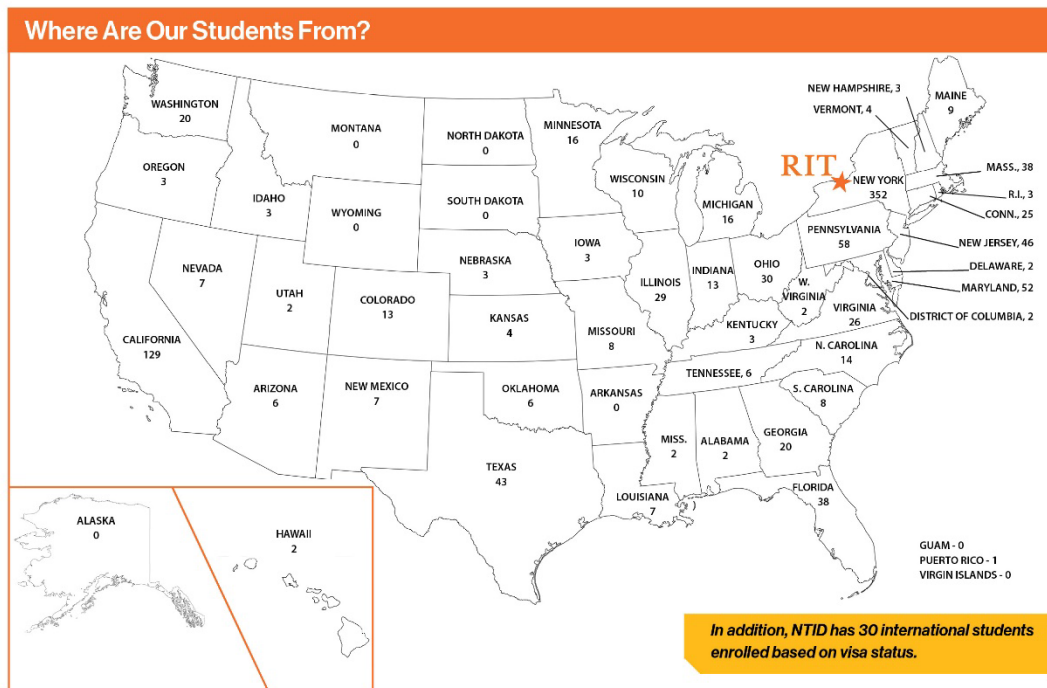 Where Are Our Students From?
WASHINGTON
20
OREGON
3
IDAHO
3
MONTANA
0
NORTH DAKOTA
0
MINNESOTA
16
SOUTH DAKOTA
0
WYOMING
0
WISCONSIN
10
MICHIGAN
16
NEW HAMPSHIRE, 3
VERMONT, 4
MAINE
9
RIT
NEW YORK
352
MASS., 38
R.I., 3
CONN., 25
PENNSYLVANIA
58
NEW JERSEY, 46
DELAWARE, 2
MARYLAND, 52
DISTRICT OF COLUMBIA, 2
NEVADA
7
UTAH
2
COLORADO
13
NEBRASKA
3
IOWA
3
ILLINOIS
29
INDIANA
13
OHIO
30
W.
VIRGINIA
2
VIRGINIA
26
CALIFORNIA
129
KANSAS
4
MISSOURI
8
KENTUCKY
3
N. CAROLINA
14
TENNESSEE, 6
ARIZONA
6
NEW MEXICO
7
OKLAHOMA
6
ARKANSAS
0
S. CAROLINA
8
MISS.
2
ALABAMA
2
GEORGIA
20
TEXAS
43
LOUISIANA
7
FLORIDA
38
ALASKA
0
HAWAII
2
GUAM - 0
PUERTO RICO - 1
VIRGIN ISLANDS - 0
In addition, NTID has 30 international students
enrolled based on visa status.